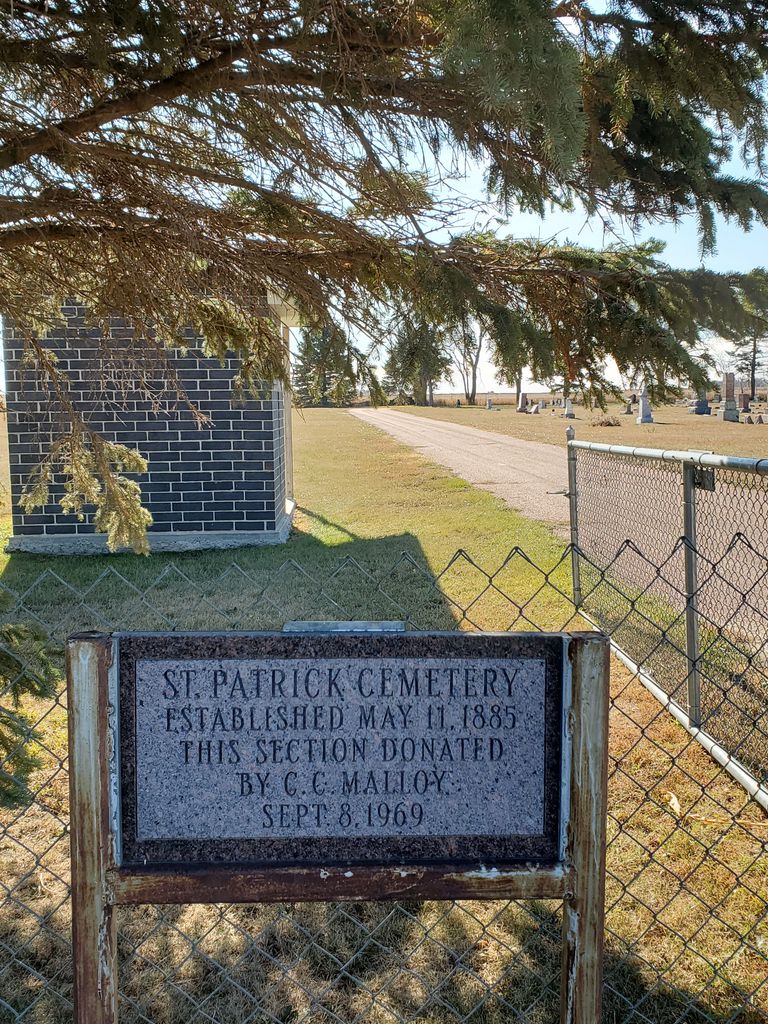 ST. PATRICK CEMETERY
ESTABLISHED MAY 11, 1885
THIS SECTION DONATED
BY C. C. MALLOY
SEPT. 8, 1969